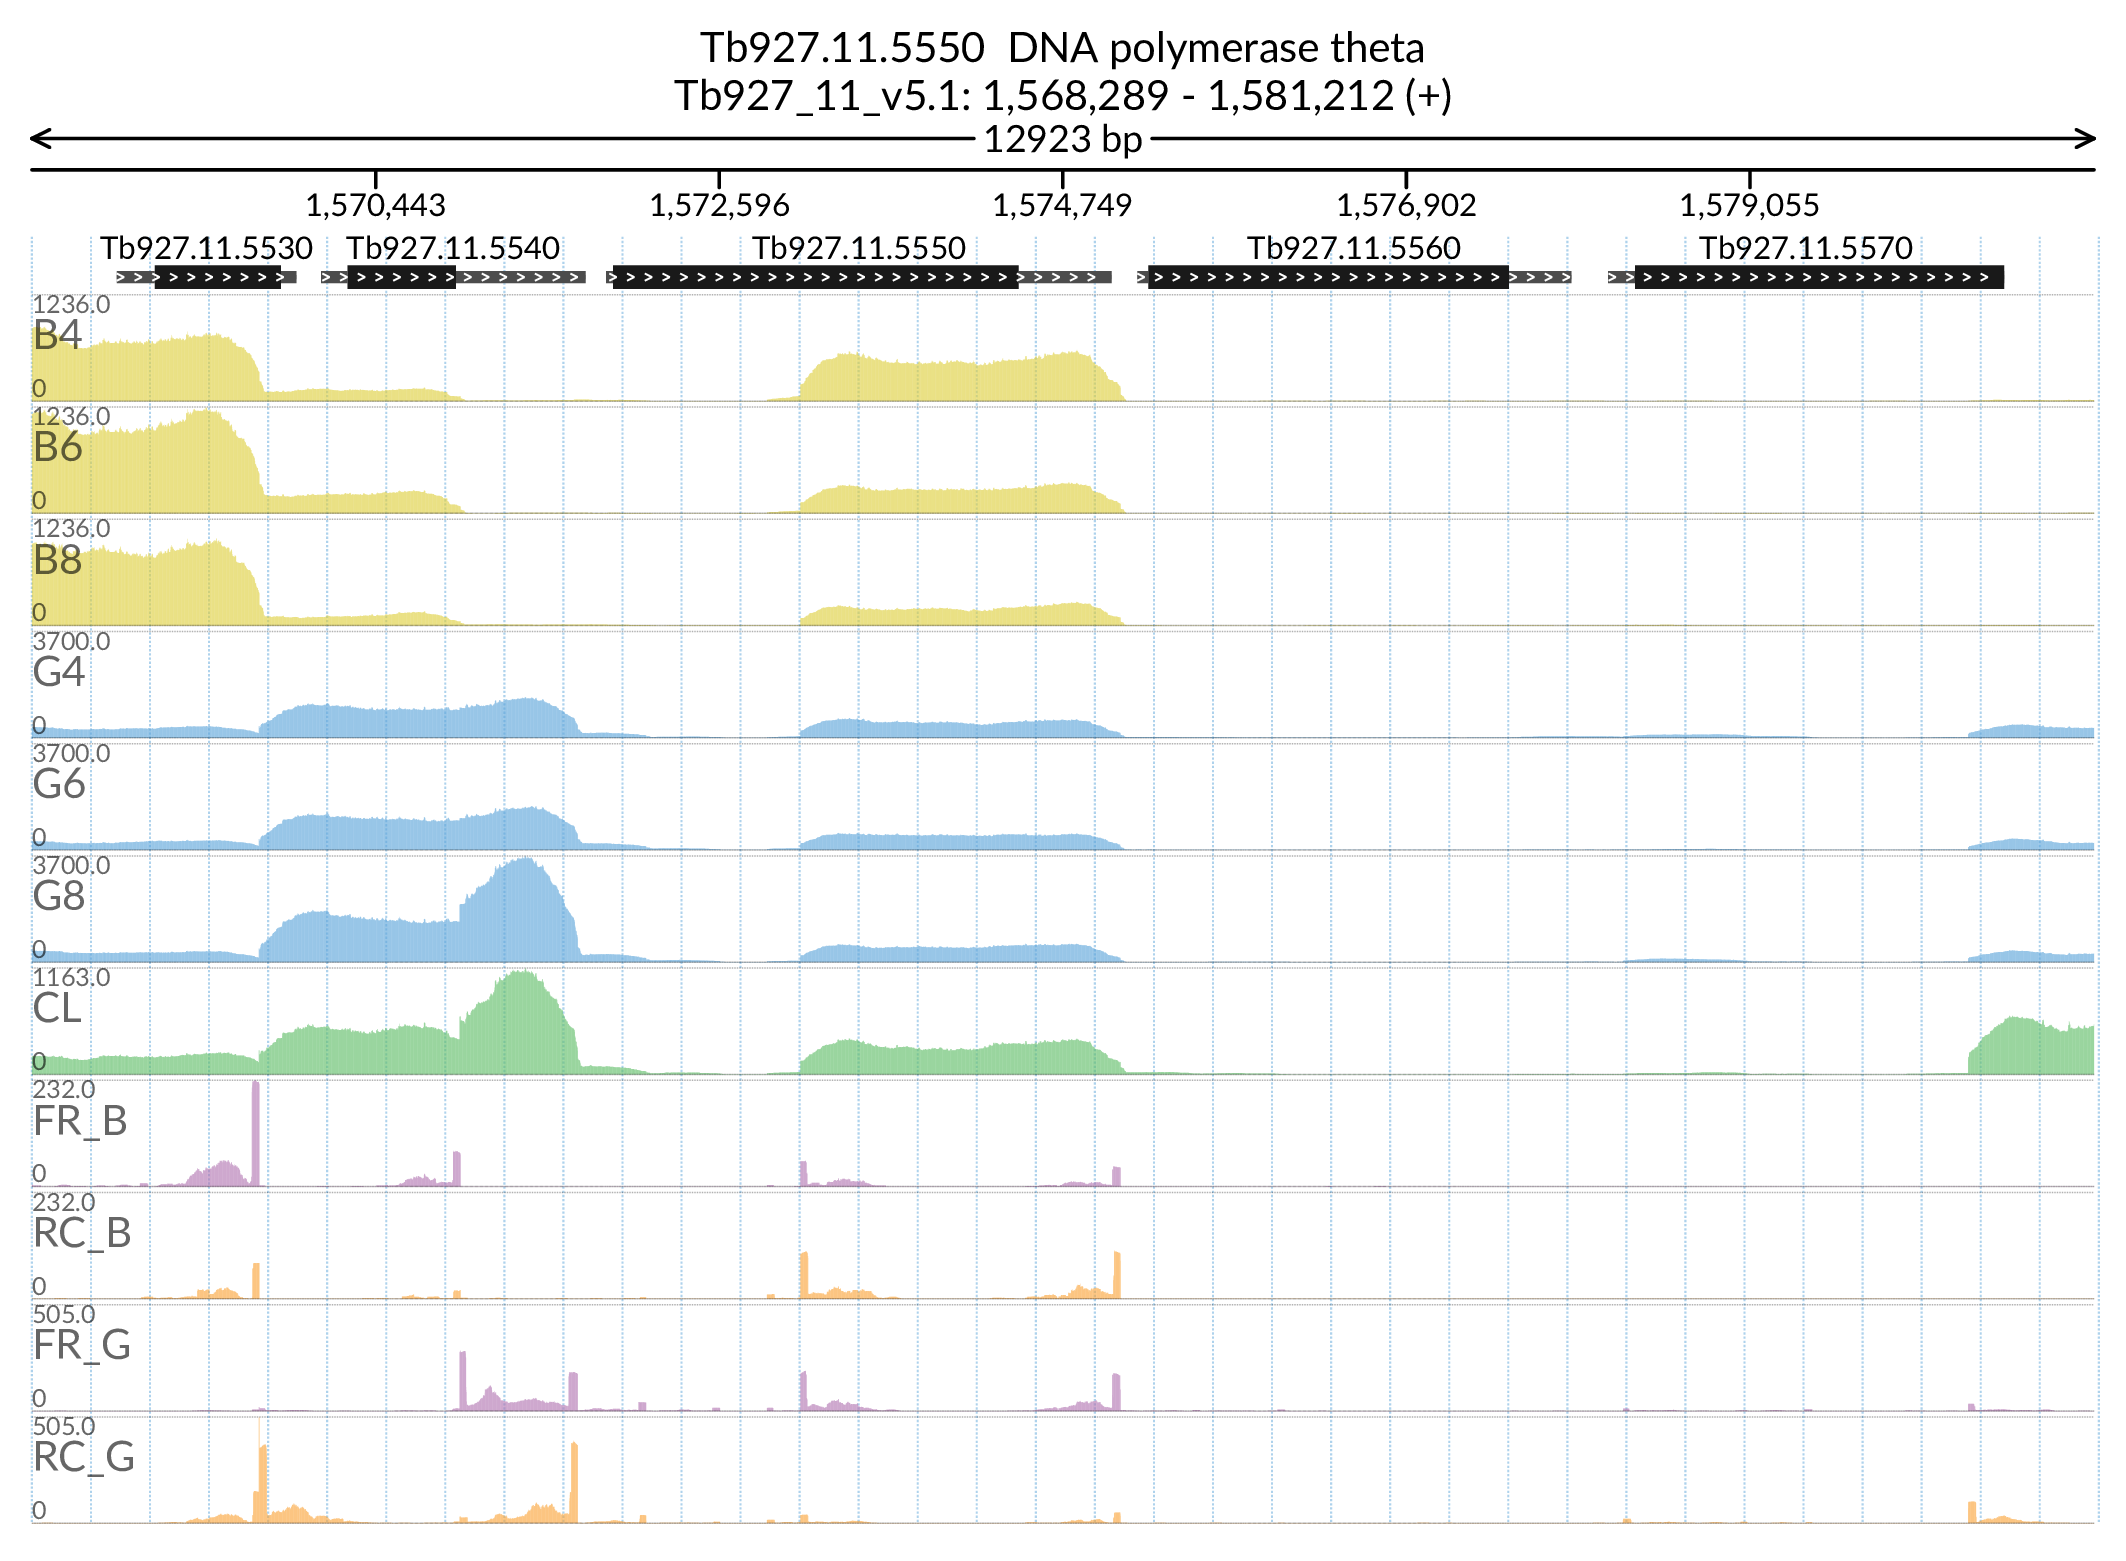 Tb927.11.5550 DNA polymerase theta
Tb927_11_v5.1: 1,568,289 - 1,581,212 (+)
12923 bp
1,570,443 1,572,596 1,574,749 1,576,902 1,579,055
Tb927.11.5530 Tb927.11.5540 Tb927.11.5550 Tb927.11.5560 Tb927.11.5570
1236.0
B4
0
1236.0
B6
0
1236.0
B8
0
3700.0
G4
0
3700.0
G6
0
3700.0
G8
0
1163.0
CL
0
232.0
FR_B
0
232.0
RC_B
0
505.0
FR_G
0
505.0
RC_G
0